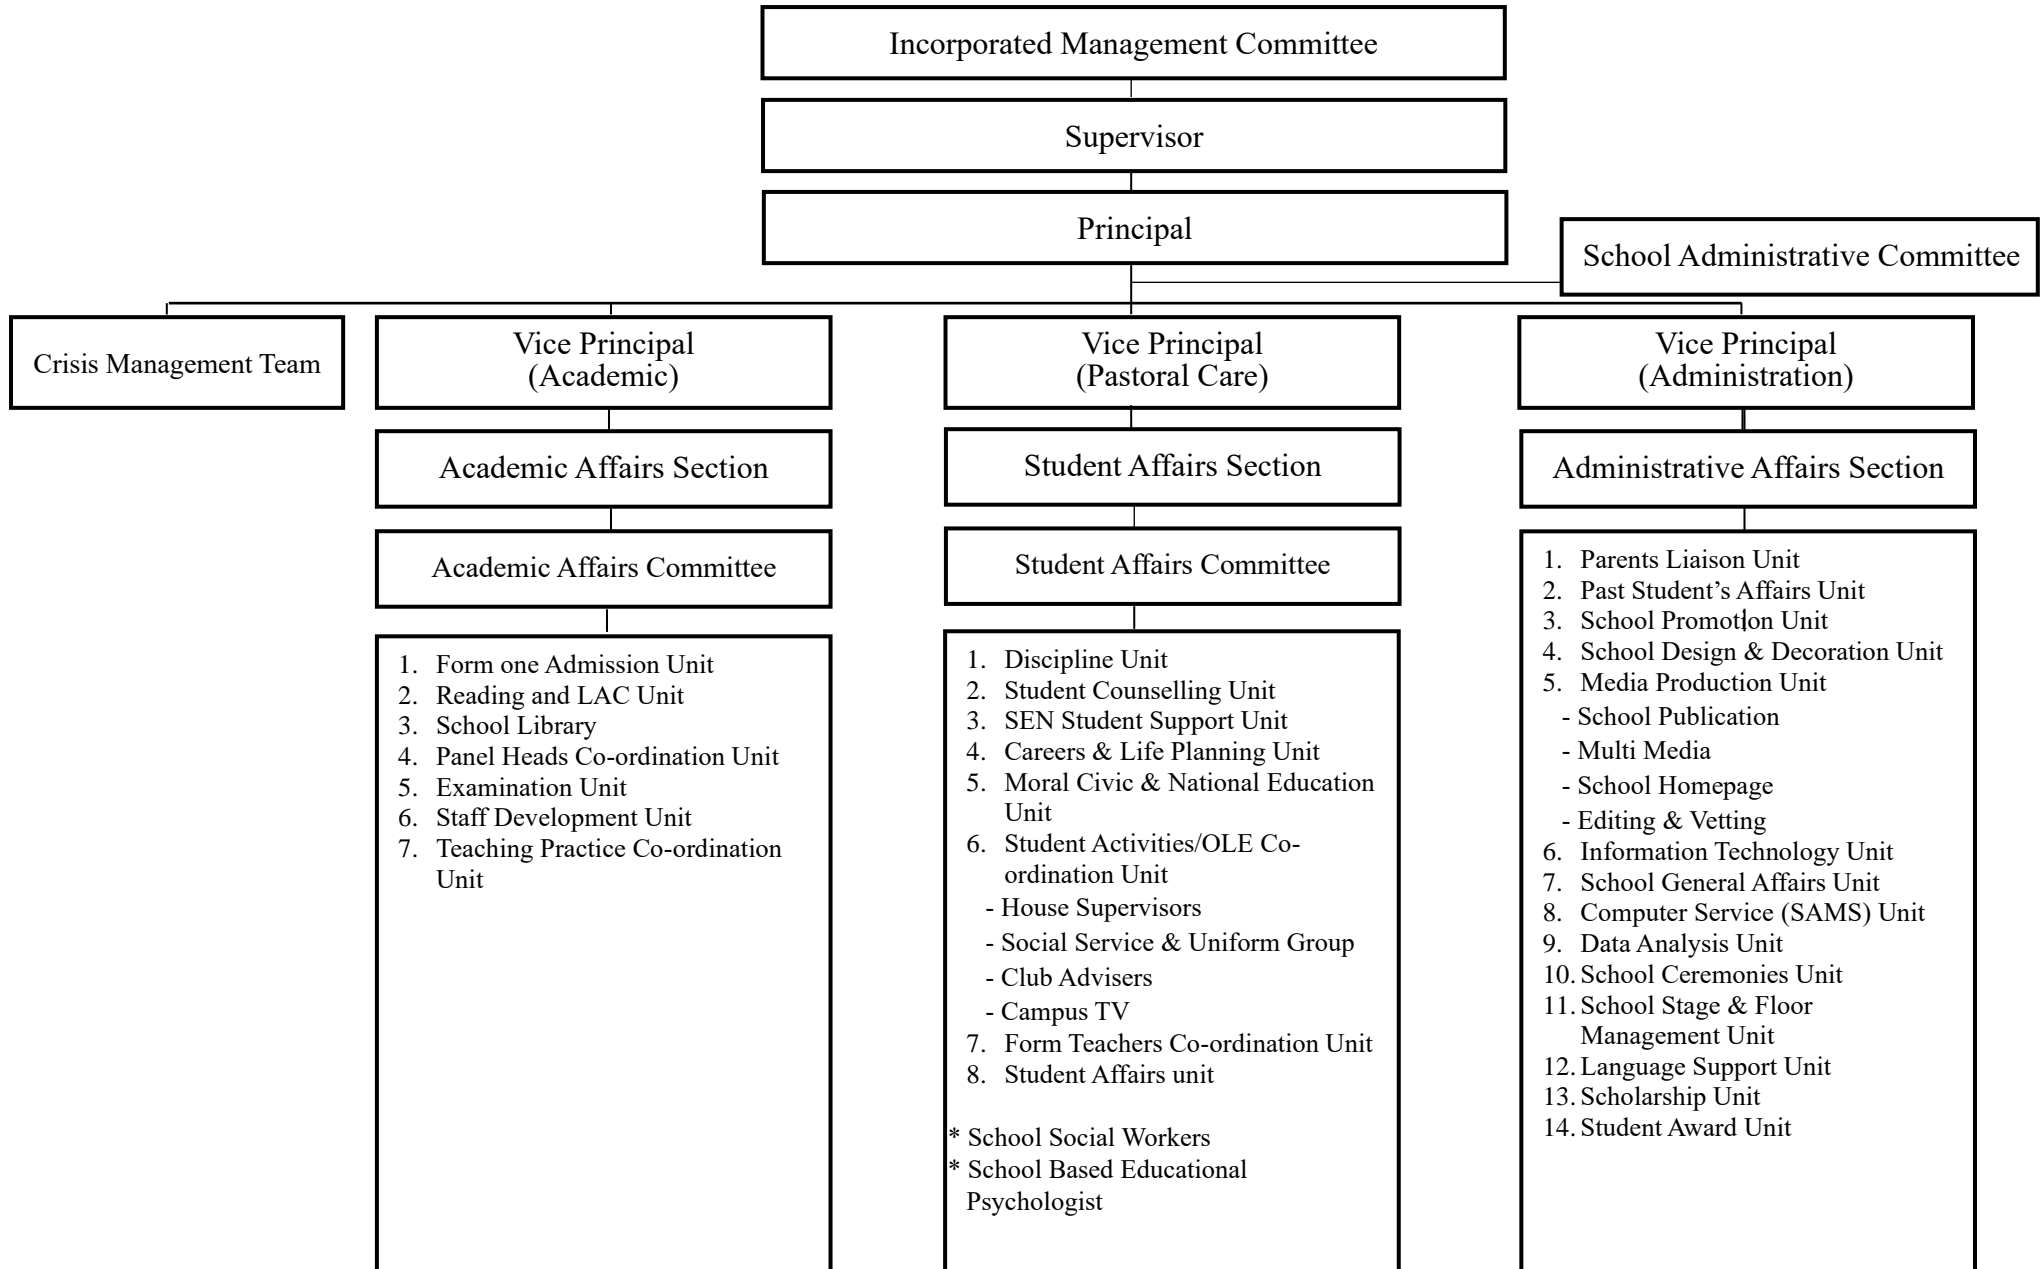 Incorporated Management Committee
Supervisor
Principal
School Administrative Committee
Crisis Management Team
Vice Principal
(Academic)
Academic Affairs Section
Academic Affairs Committee
1. Form one Admission Unit
2. Reading and LAC Unit
3. School Library
4. Panel Heads Co-ordination Unit
5. Examination Unit
6. Staff Development Unit
7. Teaching Practice Co-ordination
Unit
Vice Principal
(Pastoral Care)
Student Affairs Section
Student Affairs Committee
1. Discipline Unit
2. Student Counselling Unit
3. SEN Student Support Unit
4. Careers & Life Planning Unit
5. Moral Civic & National Education
Unit
6. Student Activities/OLE Co-
ordination Unit
- House Supervisors
- Social Service & Uniform Group
- Club Advisers
- Campus TV
7. Form Teachers Co-ordination Unit
8. Student Affairs unit
* School Social Workers
* School Based Educational
Psychologist
Vice Principal
(Administration)
Administrative Affairs Section
1. Parents Liaison Unit
2. Past Student’s Affairs Unit
3. School Promotion Unit
4. School Design & Decoration Unit
5. Media Production Unit
- School Publication
- Multi Media
- School Homepage
- Editing & Vetting
6. Information Technology Unit
7. School General Affairs Unit
8. Computer Service (SAMS) Unit
9. Data Analysis Unit
10. School Ceremonies Unit
11. School Stage & Floor
Management Unit
12. Language Support Unit
13. Scholarship Unit
14. Student Award Unit